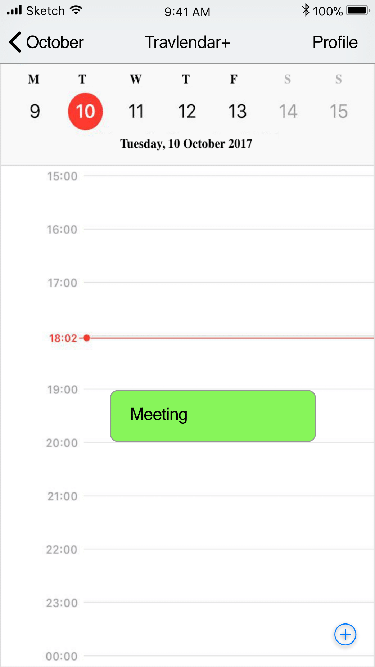 Sketch 9:41 AM 100%
October Travlendar+ Profile
M T W T F S S
9 10 11 12 13 14 15
Tuesday, 10 October 2017
15:00
16:00
17:00
18:02
19:00
Meeting
20:00
21:00
22:00
23:00
00:00